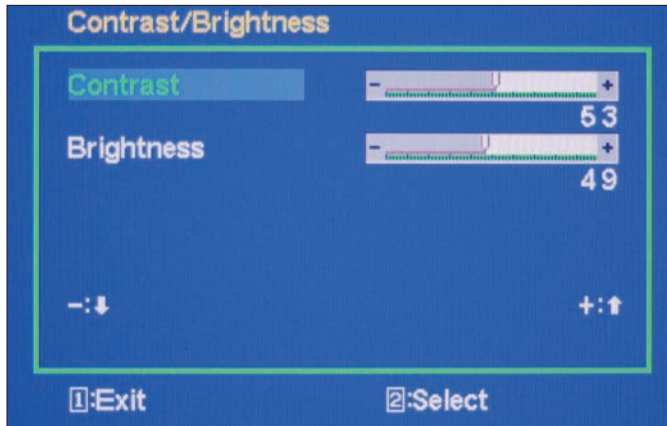 Contrast/Brightness
Contrast - +
53
Brightness - +
49
-:⬇ +:⬆
1:Exit 2:Select